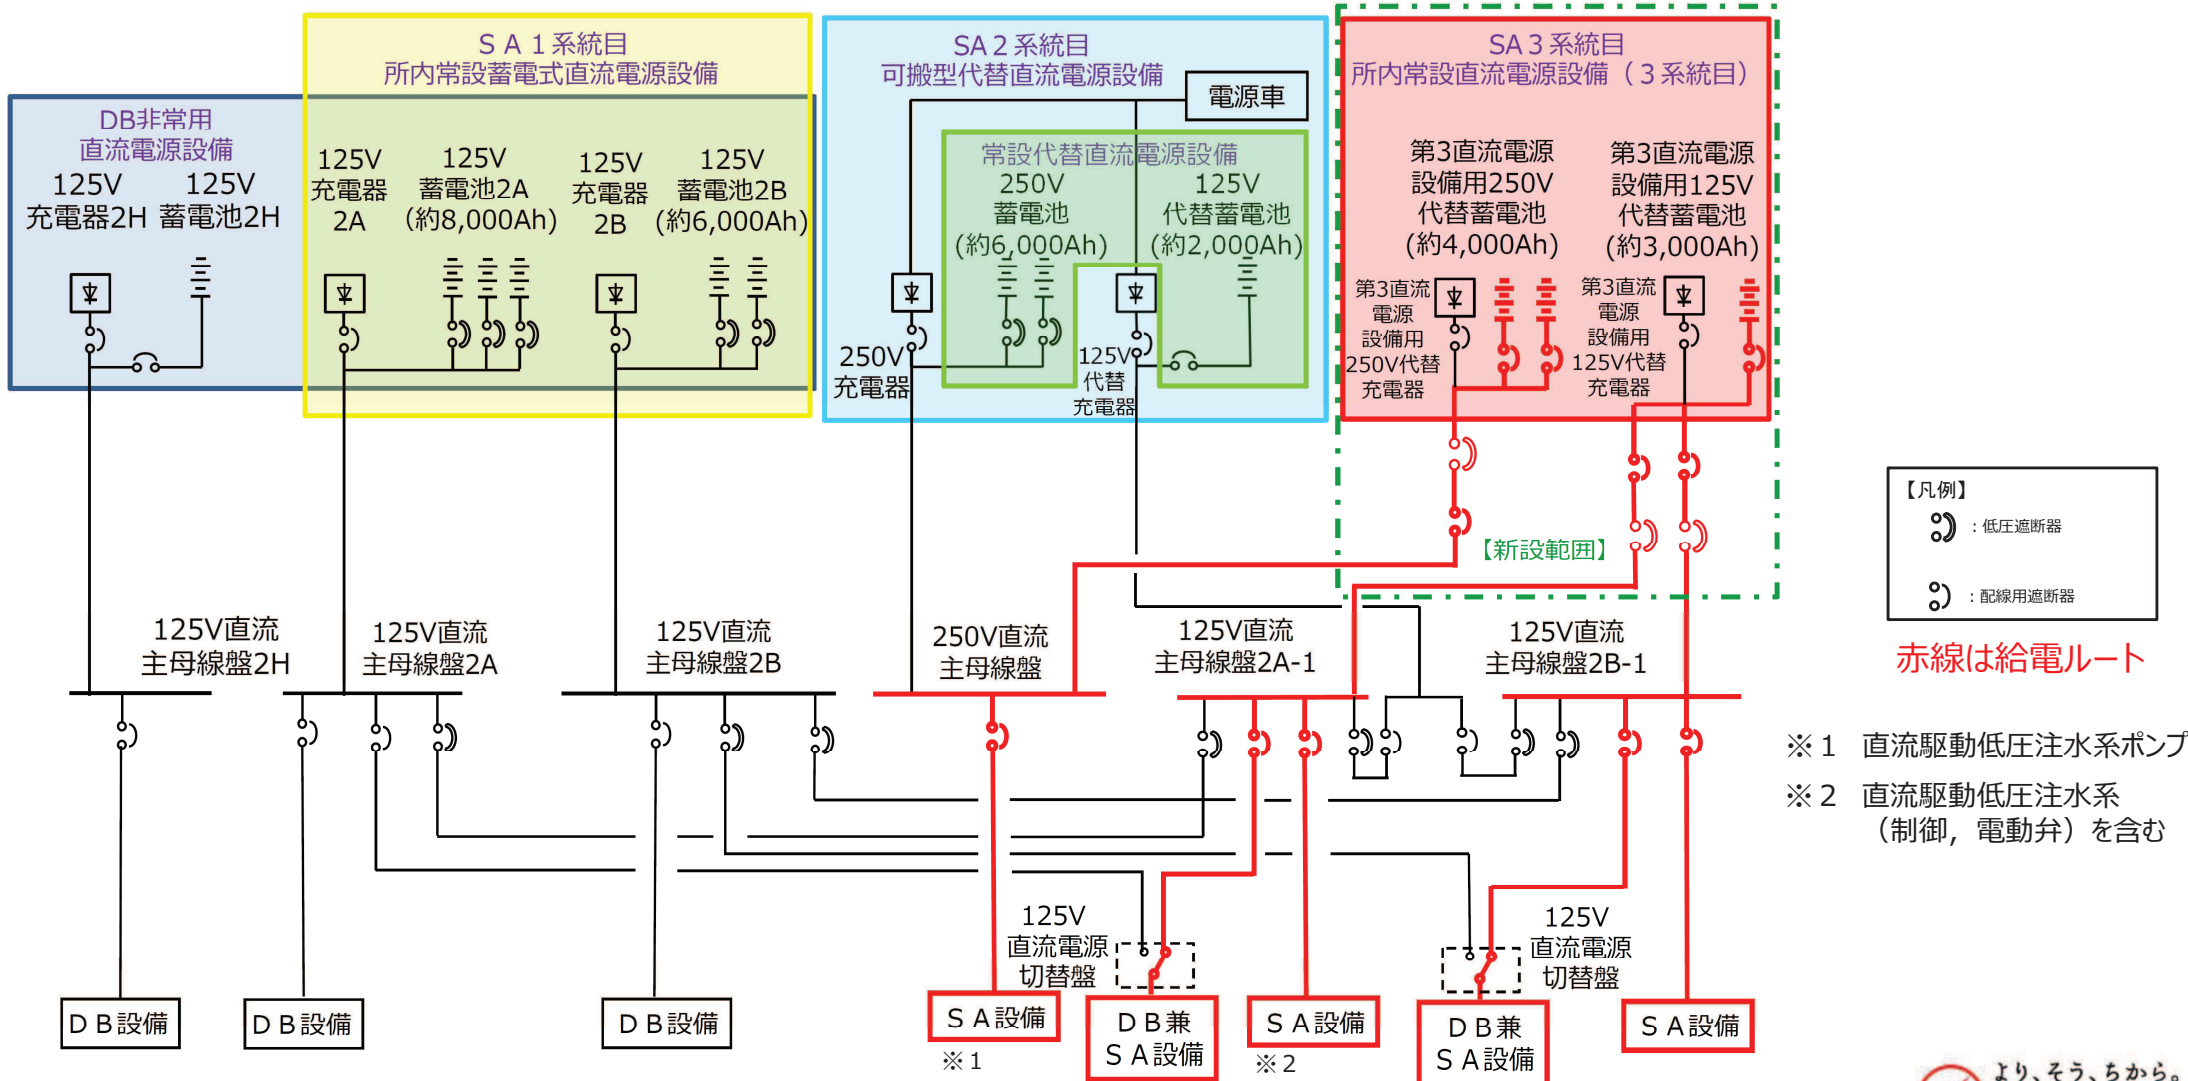 ＳＡ１系統目
所内常設蓄電式直流電源設備
SA２系統目
可搬型代替直流電源設備
電源車
SA３系統目
所内常設直流電源設備（３系統目）
DB非常用
直流電源設備
125V
充電器2H
125V
蓄電池2H
125V
充電器
2A
125V
蓄電池2A
(約8,000Ah)
125V
充電器
2B
125V
蓄電池2B
(約6,000Ah)
常設代替直流電源設備
250V
蓄電池
(約6,000Ah)
125V
代替蓄電池
(約2,000Ah)
250V
充電器
125V
代替
充電器
第3直流電源
設備用250V
代替蓄電池
(約4,000Ah)
第3直流電源
設備用125V
代替蓄電池
(約3,000Ah)
第3直流
電源
設備用
250V代替
充電器
第3直流
電源
設備用
125V代替
充電器
【新設範囲】
【凡例】
：低圧遮断器
：配線用遮断器
赤線は給電ルート
125V直流
主母線盤2H
125V直流
主母線盤2A
125V直流
主母線盤2B
250V直流
主母線盤
125V直流
主母線盤2A-1
125V直流
主母線盤2B-1
※１　直流駆動低圧注水系ポンプ
※２　直流駆動低圧注水系
（制御，電動弁）を含む
125V
直流電源
切替盤
125V
直流電源
切替盤
ＤＢ設備
ＤＢ設備
ＤＢ設備
ＳＡ設備
※１
ＤＢ兼
ＳＡ設備
ＳＡ設備
※２
ＤＢ兼
ＳＡ設備
ＳＡ設備
より、そう、ちから。